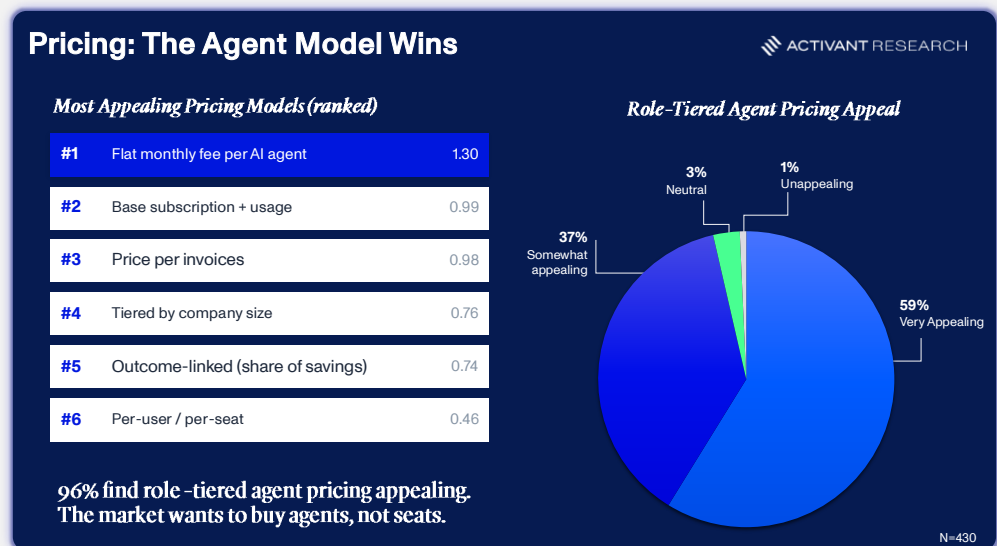 Pricing: The Agent Model Wins
ACTIVANT RESEARCH
Most Appealing Pricing Models (ranked)
#1 Flat monthly fee per AI agent 1.30
#2 Base subscription + usage 0.99
#3 Price per invoices 0.98
#4 Tiered by company size 0.76
#5 Outcome-linked (share of savings) 0.74
#6 Per-user / per-seat 0.46
96% find role -tiered agent pricing appealing.
The market wants to buy agents, not seats.
Role-Tiered Agent Pricing Appeal
3%
Neutral
1%
Unappealing
37%
Somewhat
appealing
59%
Very Appealing
N=430